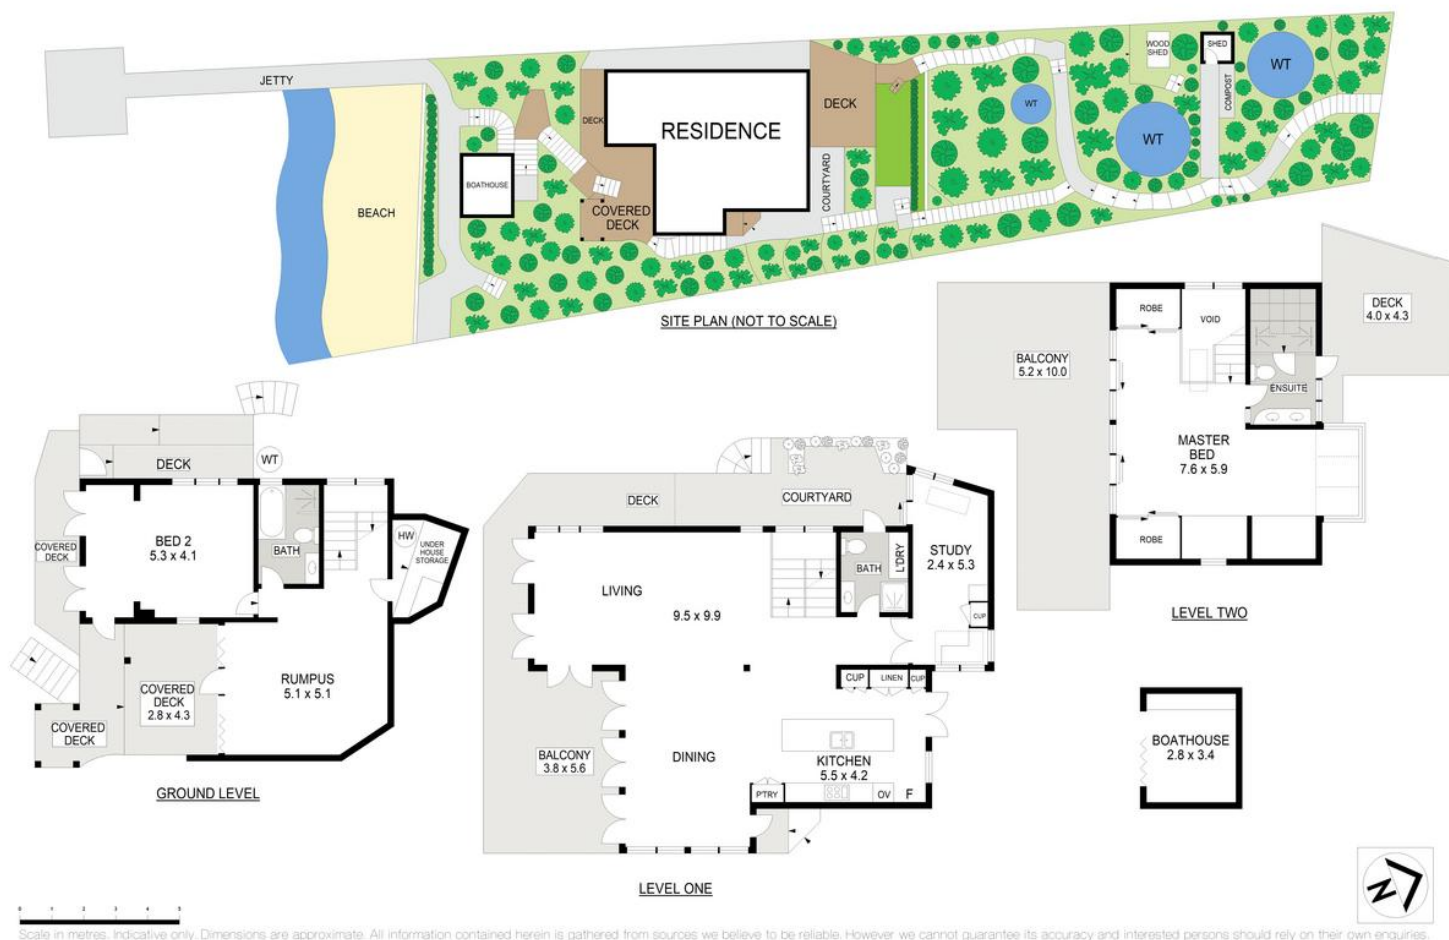 JETTY
BEACH
BOATHOUSE
DECK
COVERED
DECK
RESIDENCE
DECK
COURTYARD
WT
WOOD
SHED
SHED
COMPOST
WT
WT
SITE PLAN (NOT TO SCALE)
DECK
WT
COVERED
DECK
BED 2
5.3 x 4.1
BATH
HW
UNDER
HOUSE
STORAGE
COVERED
DECK
COVERED
DECK
2.8 x 4.3
RUMPUS
5.1 x 5.1
GROUND LEVEL
DECK
COURTYARD
LIVING
9.5 x 9.9
BATH
L'DRY
STUDY
2.4 x 5.3
CUP
CUP
LINEN
CUP
BALCONY
3.8 x 5.6
DINING
KITCHEN
5.5 x 4.2
P'TRY
OV
F
LEVEL ONE
BALCONY
5.2 x 10.0
ROBE
VOID
ENSUITE
DECK
4.0 x 4.3
MASTER
BED
7.6 x 5.9
ROBE
LEVEL TWO
BOATHOUSE
2.8 x 3.4
N
0 1 2 3 4 5
Scale in metres. Indicative only. Dimensions are approximate. All information contained herein is gathered from sources we believe to be reliable. However we cannot guarantee its accuracy and interested persons should rely on their own enquiries.